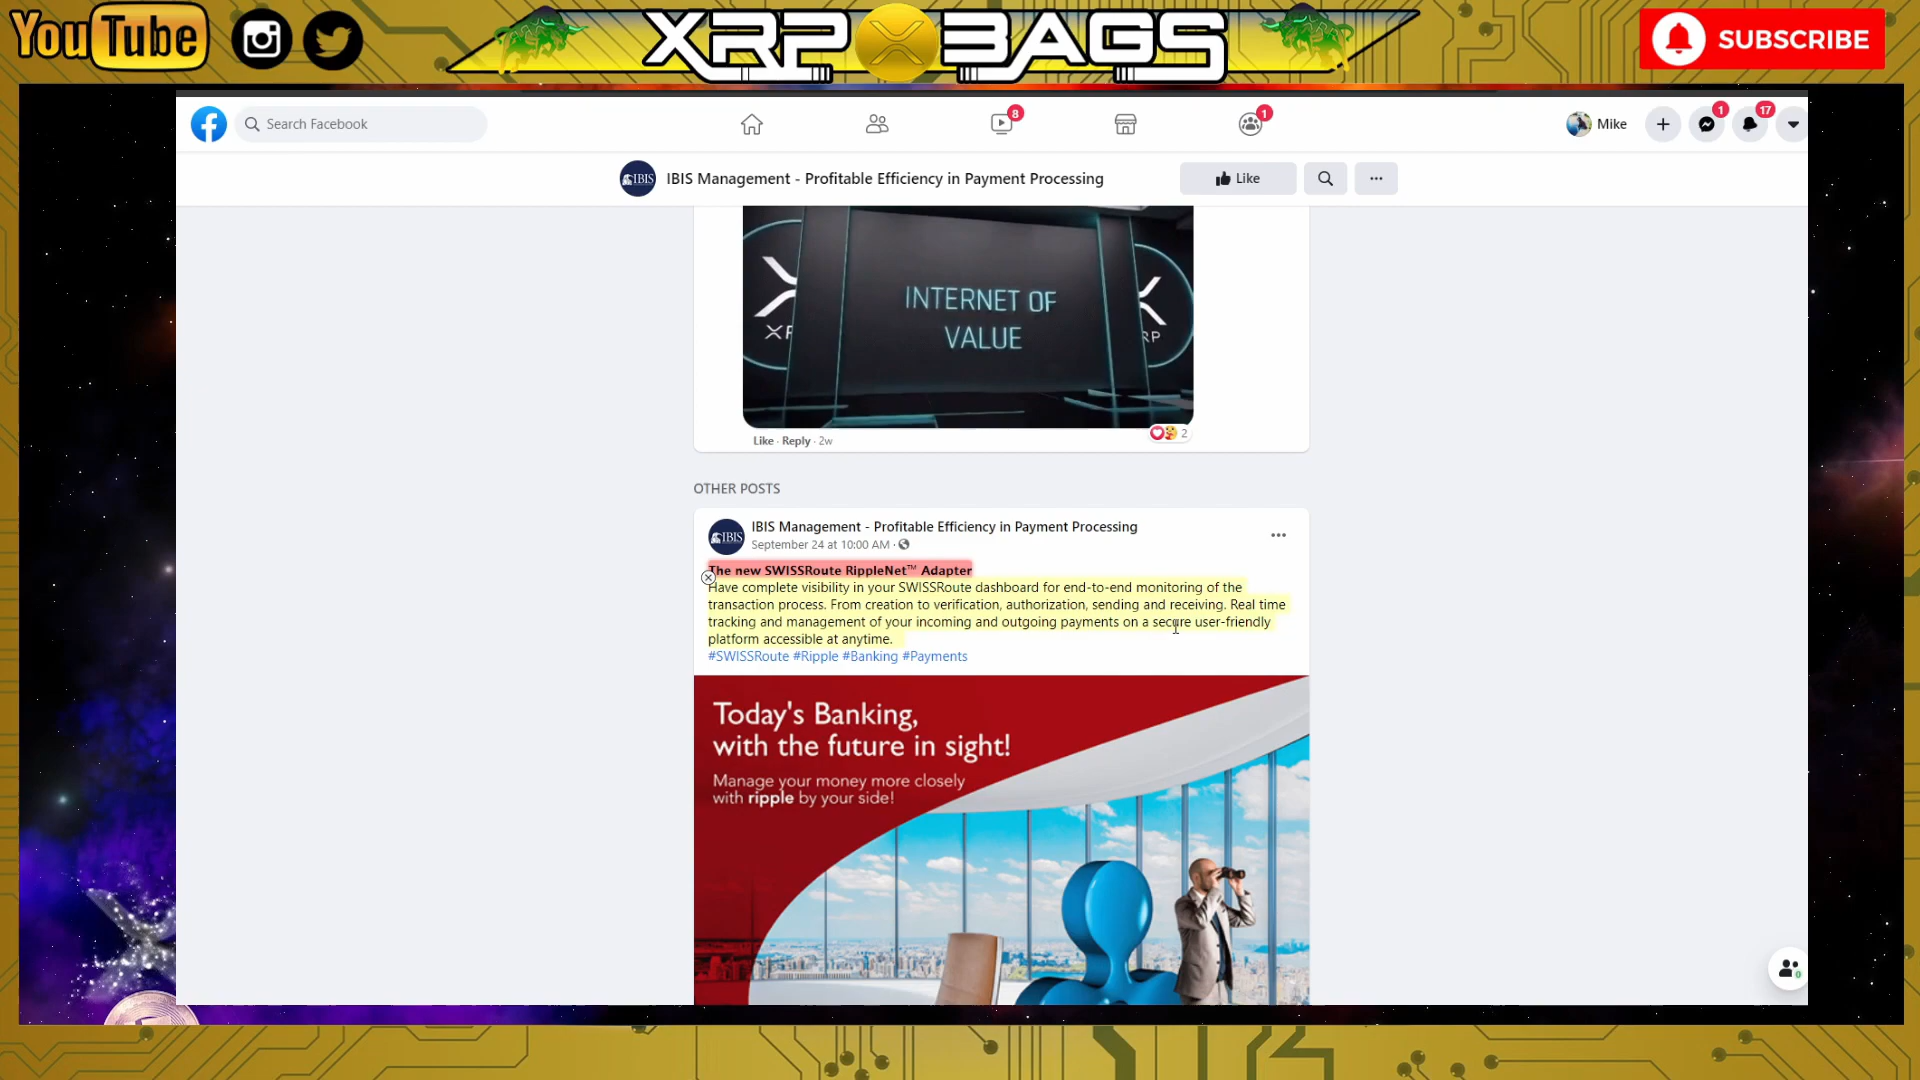 YouTube
XRP BAGS
SUBSCRIBE
Search Facebook
8
1
Mike
1
17
IBIS
IBIS Management - Profitable Efficiency in Payment Processing
Like
INTERNET OF
VALUE
XR
RP
Like · Reply · 2w
2
OTHER POSTS
IBIS
IBIS Management - Profitable Efficiency in Payment Processing
September 24 at 10:00 AM ·
The new SWISSRoute RippleNet™ Adapter
Have complete visibility in your SWISSRoute dashboard for end-to-end monitoring of the
transaction process. From creation to verification, authorization, sending and receiving. Real time
tracking and management of your incoming and outgoing payments on a secure user-friendly
platform accessible at anytime.
#SWISSRoute #Ripple #Banking #Payments
Today's Banking,
with the future in sight!
Manage your money more closely
with ripple by your side!
0